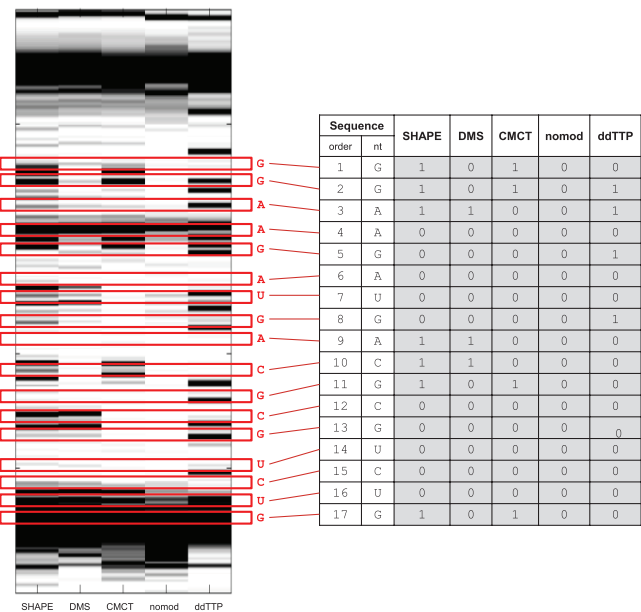 Sequence SHAPE DMS CMCT nomod ddTTP
order nt
G 1 G 1 0 1 0 0
G 2 G 1 0 1 0 1
A 3 A 1 1 0 0 1
A 4 A 0 0 0 0 0
G 5 G 0 0 0 0 1
A 6 A 0 0 0 0 0
U 7 U 0 0 0 0 0
G 8 G 0 0 0 0 1
A 9 A 1 1 0 0 0
C 10 C 1 1 0 0 0
G 11 G 1 0 1 0 0
C 12 C 0 0 0 0 0
G 13 G 0 0 0 0 0
U 14 U 0 0 0 0 0
C 15 C 0 0 0 0 0
U 16 U 0 0 0 0 0
G 17 G 1 0 1 0 0
SHAPE DMS CMCT nomod ddTTP